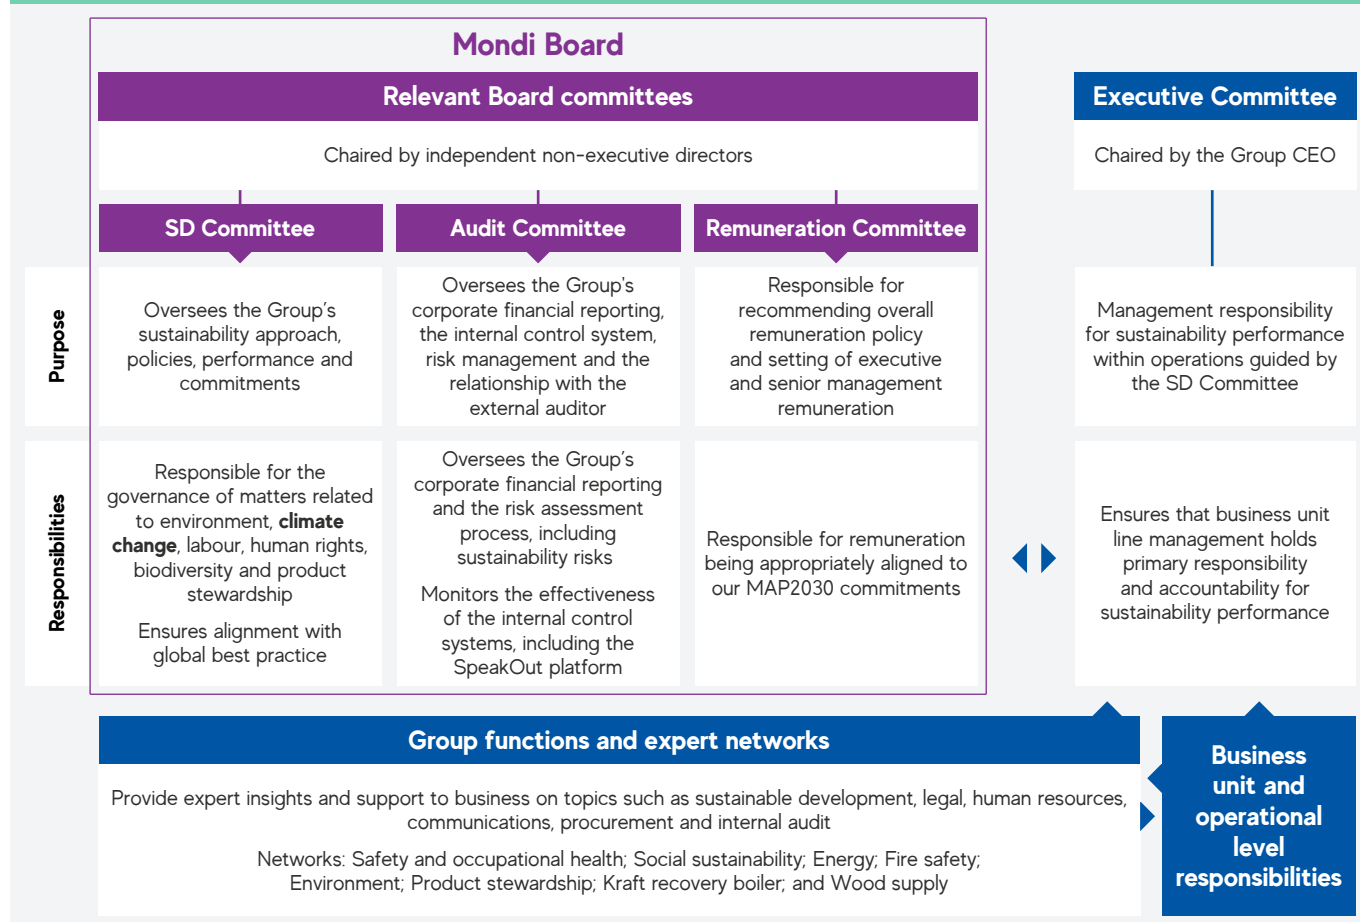 Mondi Board
Relevant Board committees
Chaired by independent non-executive directors
Executive Committee
Chaired by the Group CEO
SD Committee
Audit Committee
Remuneration Committee
Purpose
Oversees the Group’s
sustainability approach,
policies, performance and
commitments
Oversees the Group's
corporate financial reporting,
the internal control system,
risk management and the
relationship with the
external auditor
Responsible for
recommending overall
remuneration policy
and setting of executive
and senior management
remuneration
Management responsibility
for sustainability performance
within operations guided by
the SD Committee
Responsibilities
Responsible for the
governance of matters related
to environment, climate
change, labour, human rights,
biodiversity and product
stewardship
Ensures alignment with
global best practice
Oversees the Group’s
corporate financial reporting
and the risk assessment
process, including
sustainability risks
Monitors the effectiveness
of the internal control
systems, including the
SpeakOut platform
Responsible for remuneration
being appropriately aligned to
our MAP2030 commitments
Ensures that business unit
line management holds
primary responsibility
and accountability for
sustainability performance
Group functions and expert networks
Provide expert insights and support to business on topics such as sustainable development, legal, human resources,
communications, procurement and internal audit
Networks: Safety and occupational health; Social sustainability; Energy; Fire safety;
Environment; Product stewardship; Kraft recovery boiler; and Wood supply
Business
unit and
operational
level
responsibilities